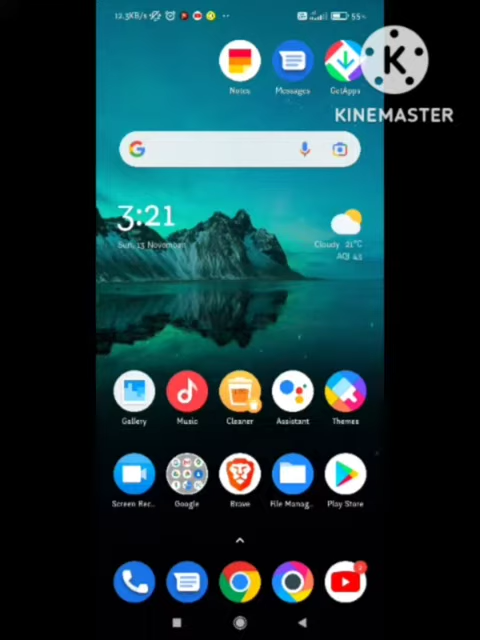 12.3KB/s
55%
Notes
Messages
GetApps
K
KINEMASTER
3:21
Sun, 13 November
Cloudy 21°C
AQI 43
Gallery
Music
Cleaner
Assistant
Themes
Screen Rec..
Google
Brave
File Manag..
Play Store